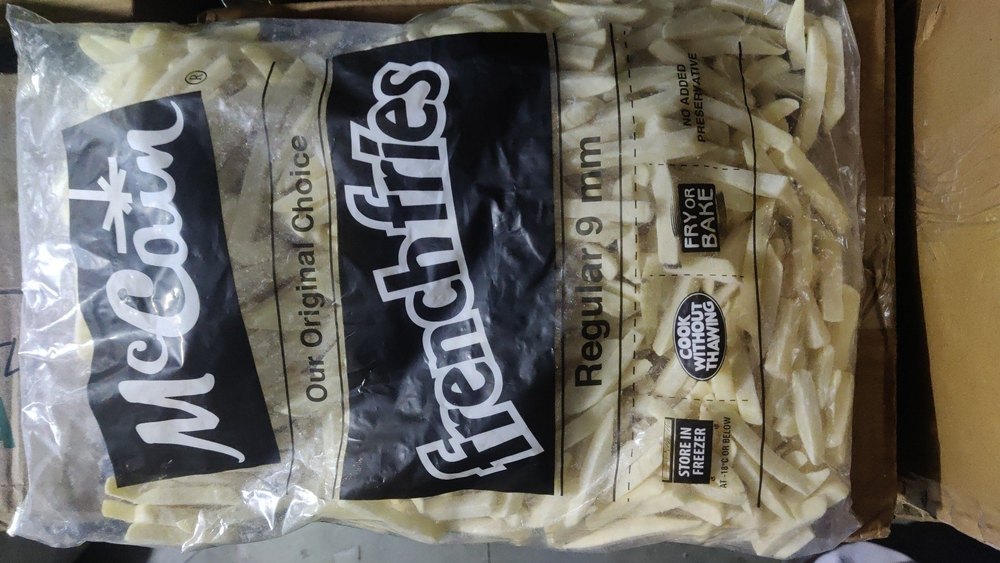 McCain®
Our Original Choice
frenchfries
Regular 9 mm
STORE IN
FREEZER
AT -18°C OR BELOW
COOK
WITHOUT
THAWING
FRY OR
BAKE
NO ADDED
PRESERVATIVE